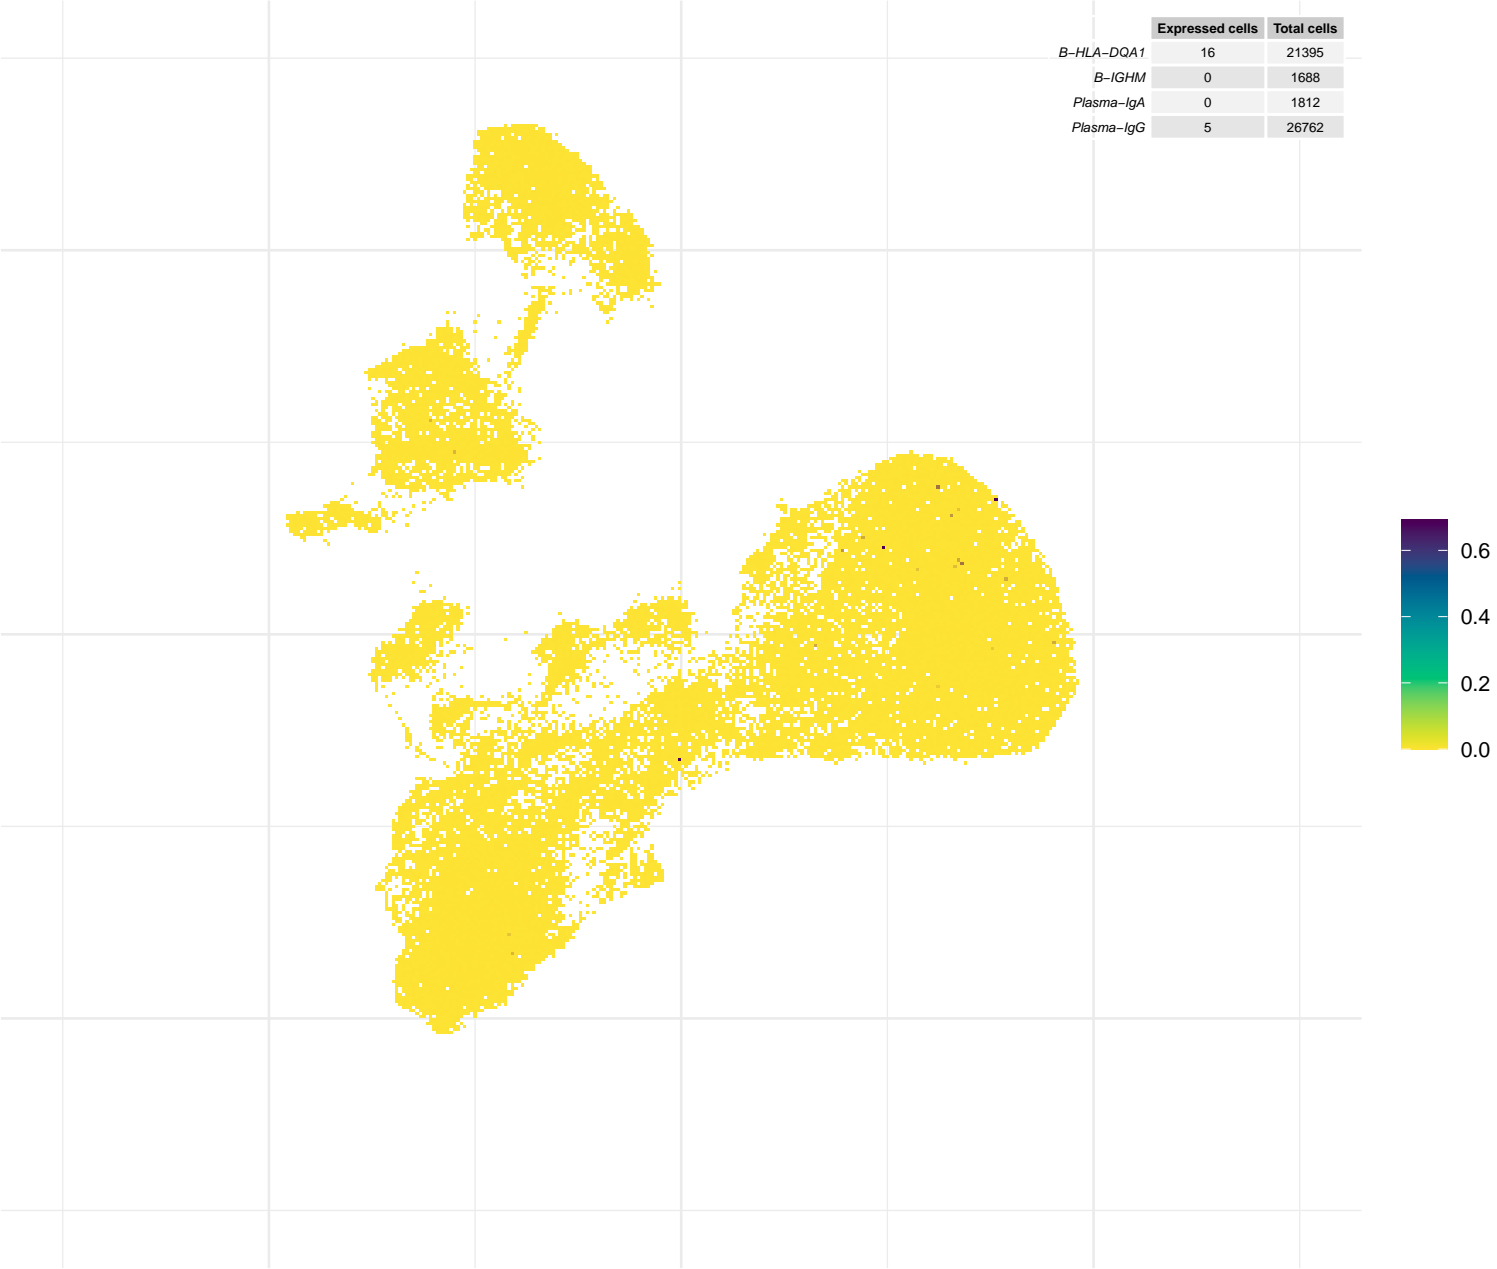 Expressed cells Total cells
B−HLA−DQA1 16 21395
B−IGHM 0 1688
Plasma−IgA 0 1812
Plasma−IgG 5 26762
0.6
0.4
0.2
0.0